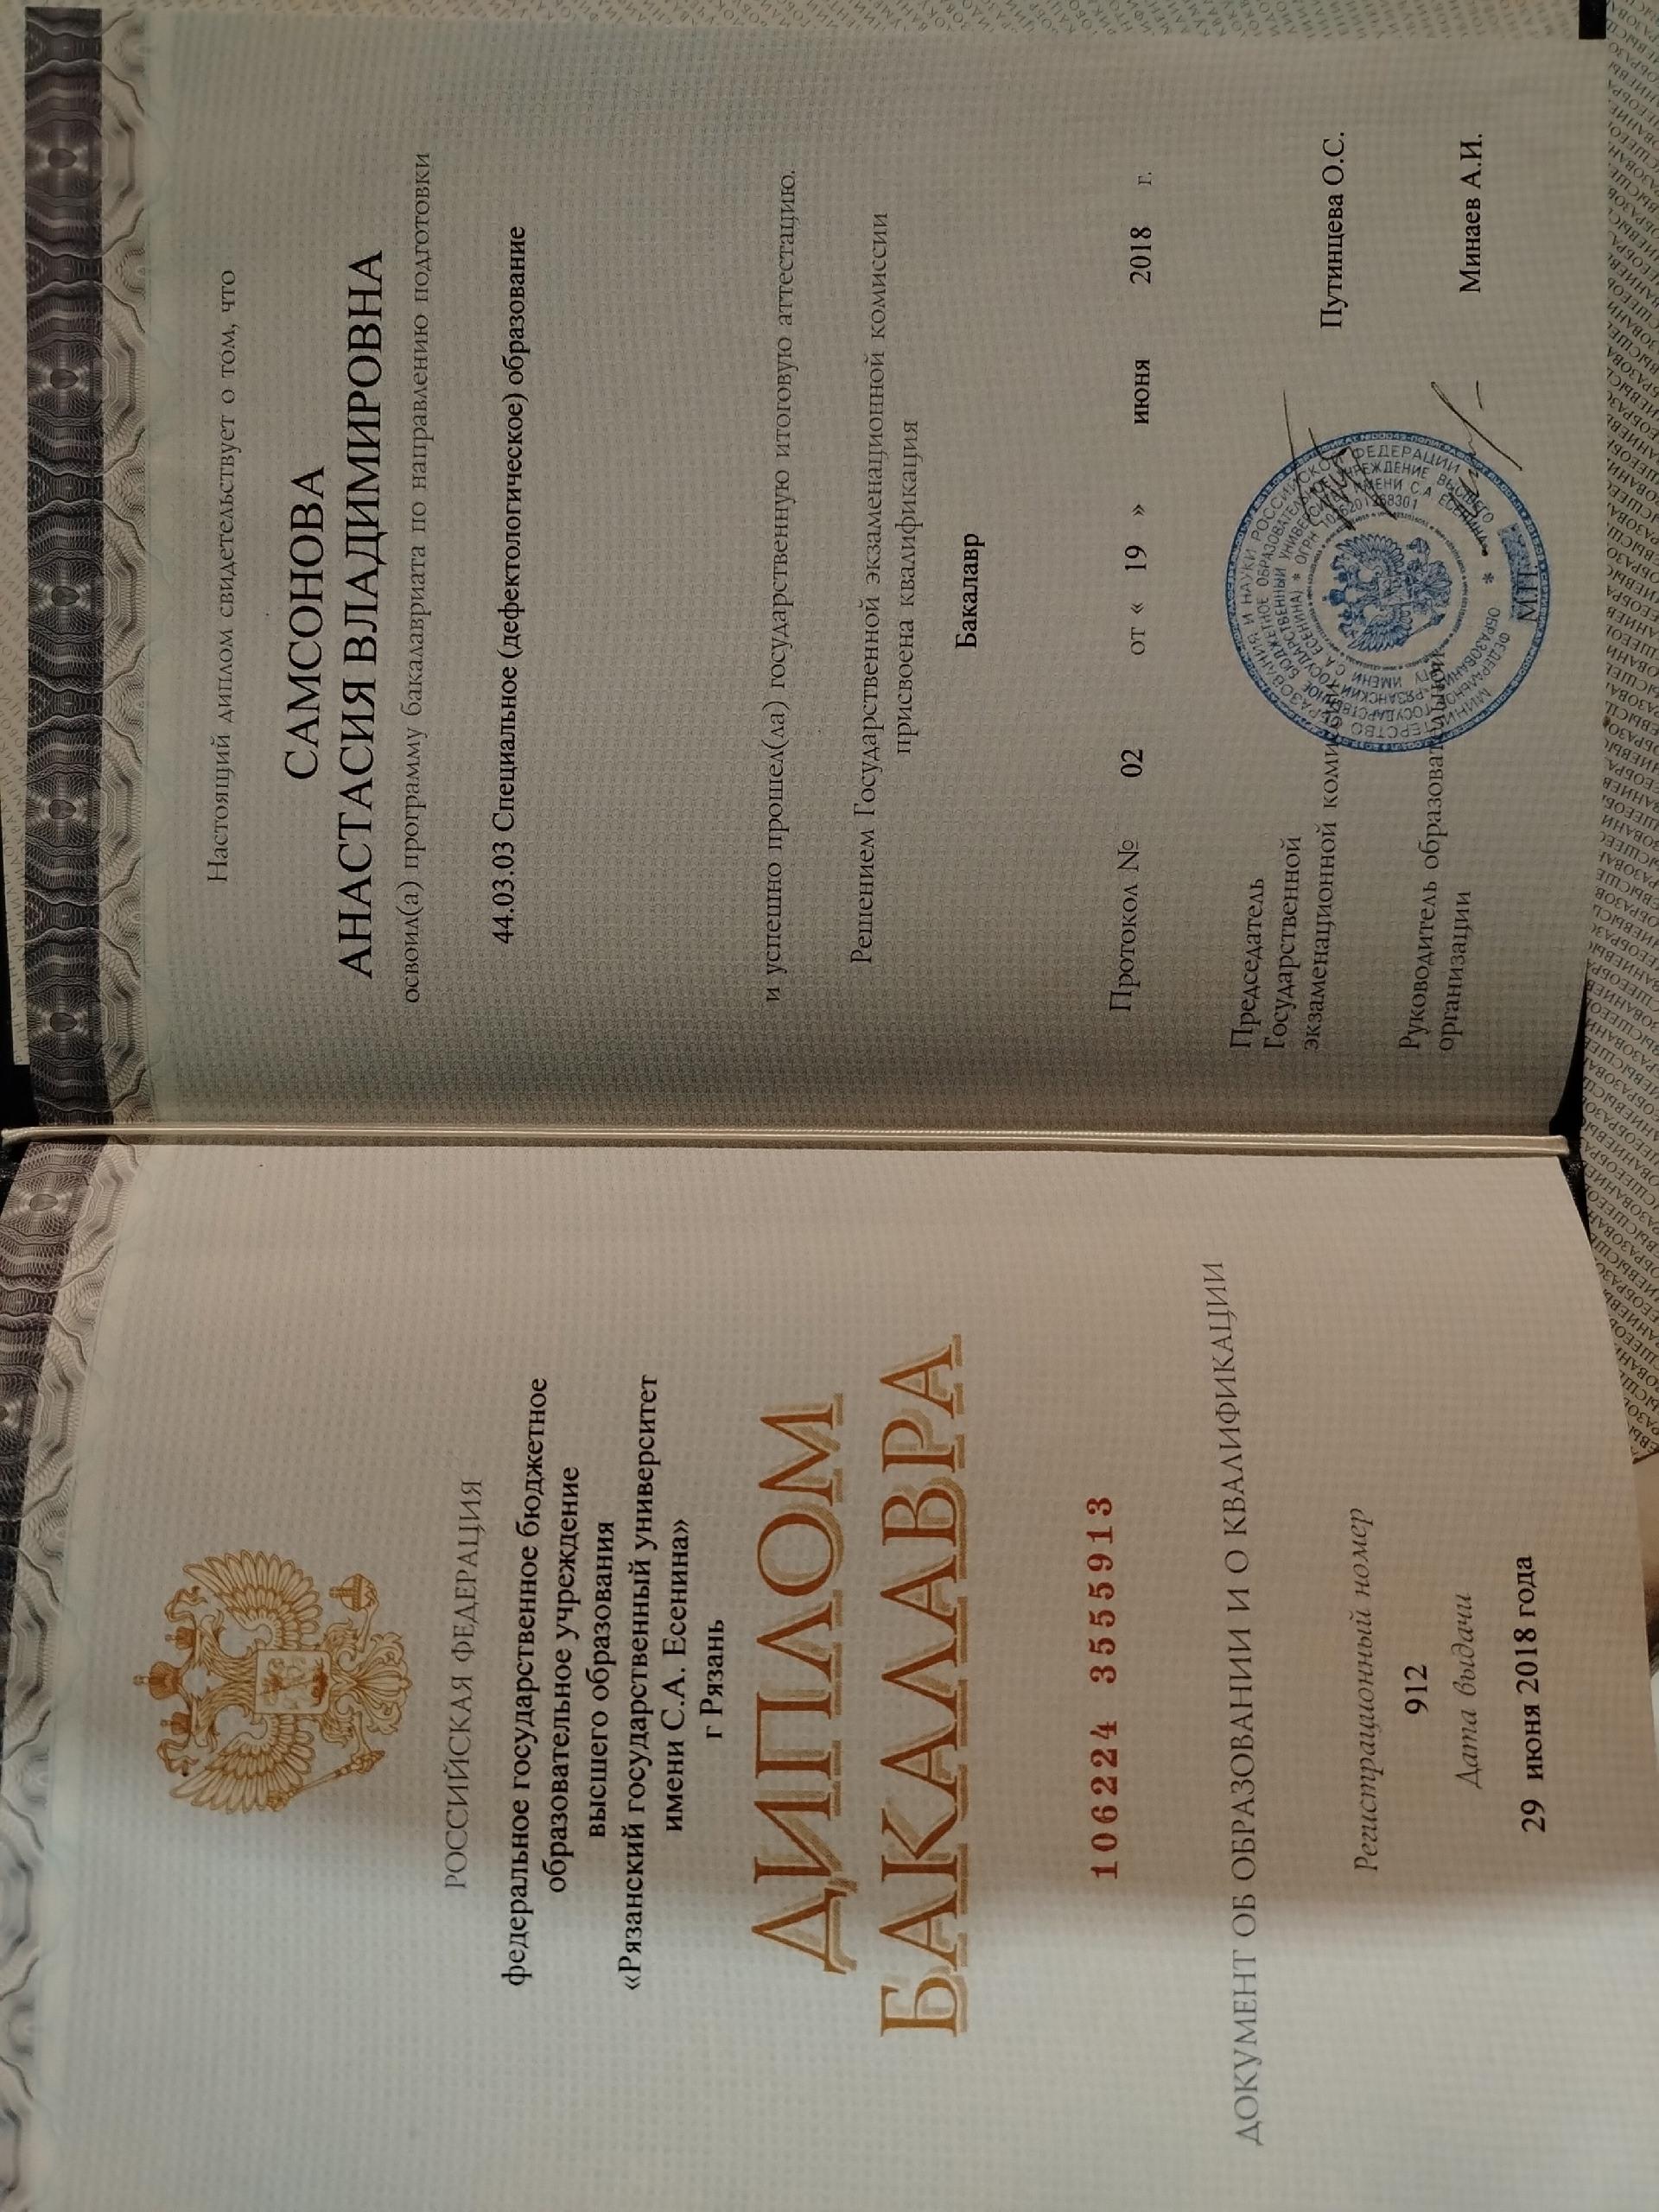 РОССИЙСКАЯ ФЕДЕРАЦИЯ
федеральное государственное бюджетное
образовательное учреждение
высшего образования
«Рязанский государственный университет
имени С.А. Есенина»
г Рязань
ДИПЛОМ
БАКАЛАВРА
106224 3555913
ДОКУМЕНТ ОБ ОБРАЗОВАНИИ И О КВАЛИФИКАЦИИ
Регистрационный номер
912
Дата выдачи
29 июня 2018 года
Настоящий диплом свидетельствует о том, что
САМСОНОВА
АНАСТАСИЯ ВЛАДИМИРОВНА
освоил(а) программу бакалавриата по направлению подготовки
44.03.03 Специальное (дефектологическое) образование
и успешно прошел(ла) государственную итоговую аттестацию.
Решением Государственной экзаменационной комиссии
присвоена квалификация
Бакалавр
Протокол № 02 от « 19 » июня 2018 г.
Председатель
Государственной
экзаменационной комиссии
Путинцева О.С.
Руководитель образовательной
организации
Минаев А.И.
М.П.